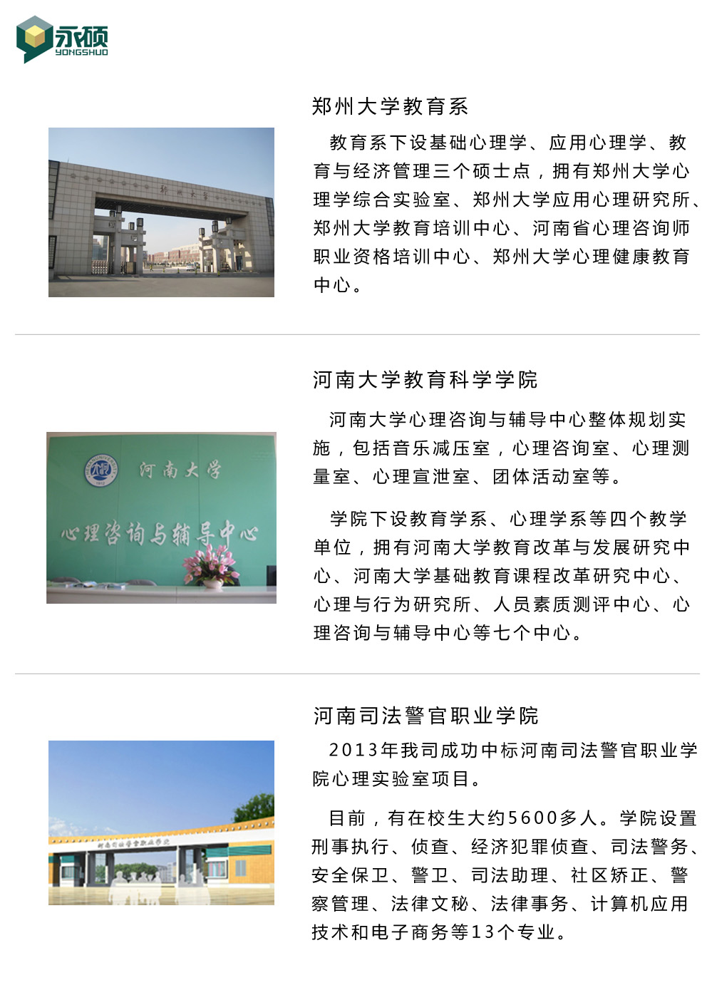 永硕
YONGSHUO
郑州大学教育系
教育系下设基础心理学、应用心理学、教
育与经济管理三个硕士点，拥有郑州大学心
理学综合实验室、郑州大学应用心理研究所、
郑州大学教育培训中心、河南省心理咨询师
职业资格培训中心、郑州大学心理健康教育
中心。
郑州大学
河南大学教育科学学院
河南大学心理咨询与辅导中心整体规划实
施，包括音乐减压室，心理咨询室、心理测
量室、心理宣泄室、团体活动室等。
学院下设教育学系、心理学系等四个教学
单位，拥有河南大学教育改革与发展研究中
心、河南大学基础教育课程改革研究中心、
心理与行为研究所、人员素质测评中心、心
理咨询与辅导中心等七个中心。
HENAN UNIVERSITY
1912
河南大学
心理咨询与辅导中心
河南司法警官职业学院
2013年我司成功中标河南司法警官职业学
院心理实验室项目。
目前，有在校生大约5600多人。学院设置
刑事执行、侦查、经济犯罪侦查、司法警务、
安全保卫、警卫、司法助理、社区矫正、警
察管理、法律文秘、法律事务、计算机应用
技术和电子商务等13个专业。
河南司法警官职业学院